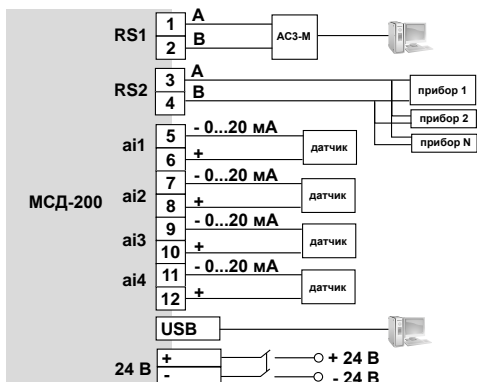 RS1
1 A
2 B
АС3-М
RS2
3 A
4 B
прибор 1
прибор 2
прибор N
МСД-200
ai1
5 - 0...20 мА
6 +
датчик
ai2
7 - 0...20 мА
8 +
датчик
ai3
9 - 0...20 мА
10 +
датчик
ai4
11 - 0...20 мА
12 +
датчик
USB
24 В
+
-
+ 24 В
- 24 В